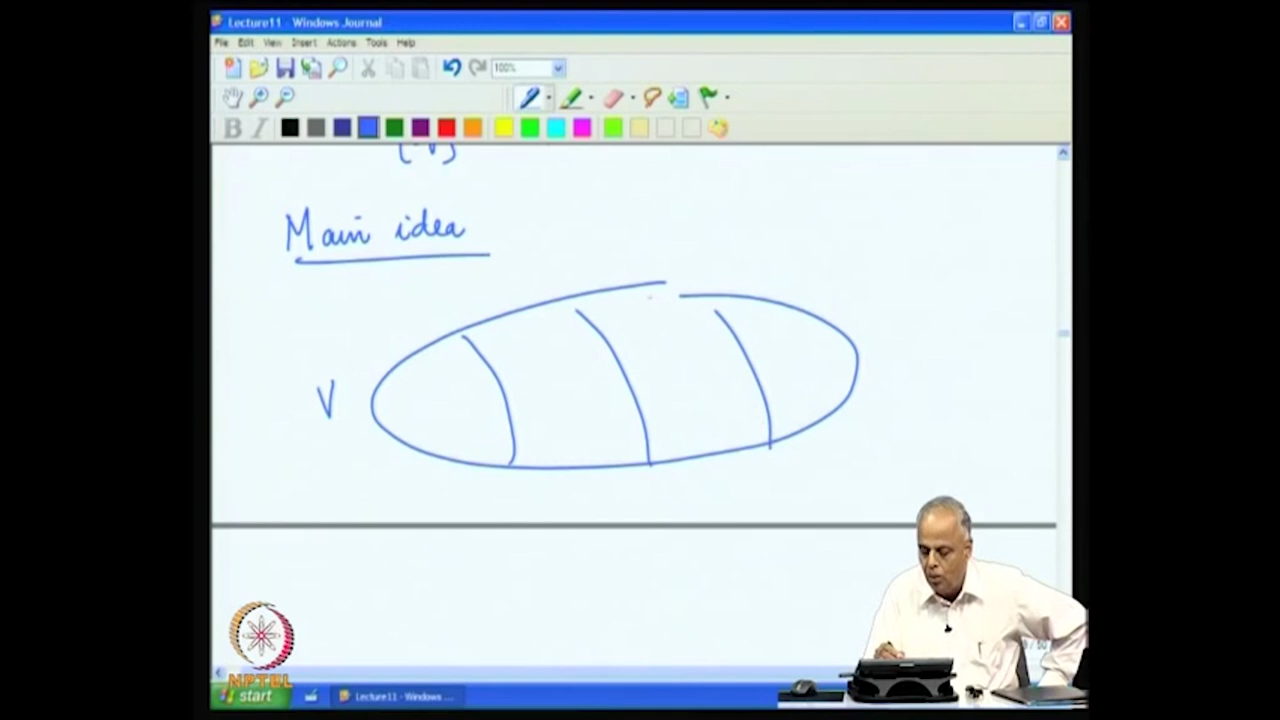 Lecture11 - Windows Journal
File Edit View Insert Actions Tools Help
100%
B I
Main idea
V
NPTEL
start Lecture11 - Windows ...